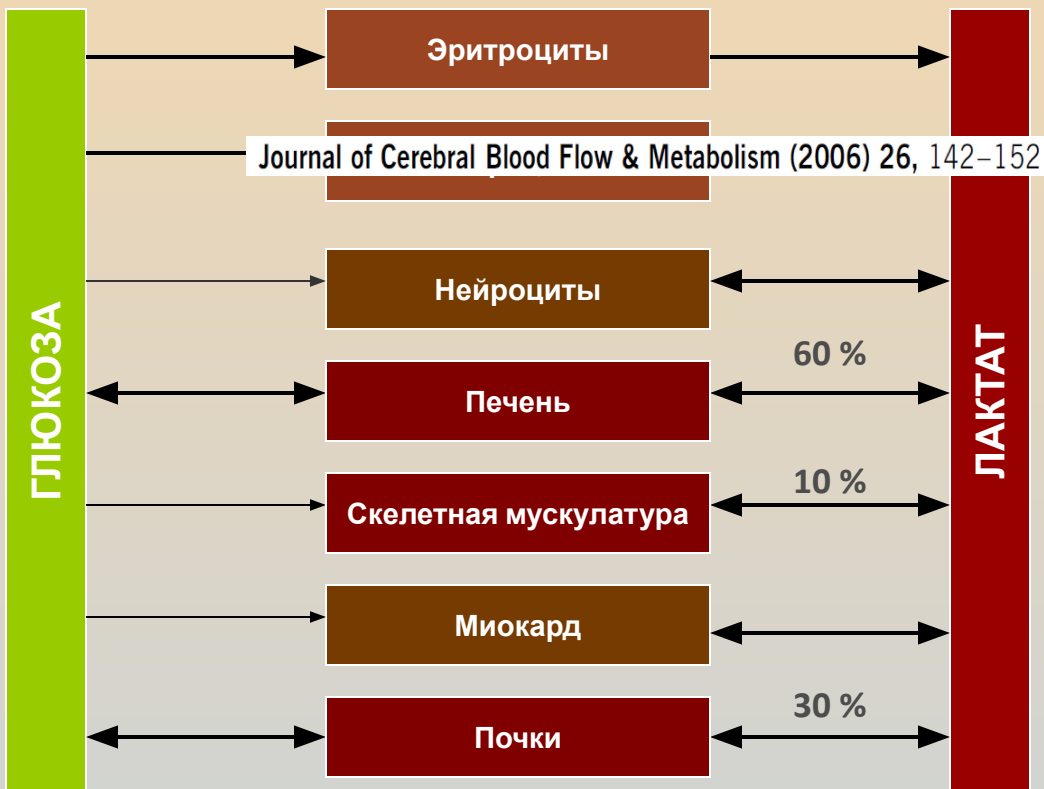 Эритроциты
Journal of Cerebral Blood Flow & Metabolism (2006) 26, 142–152
ГЛЮКОЗА
Нейроциты
60 %
Печень
ЛАКТАТ
10 %
Скелетная мускулатура
Миокард
30 %
Почки